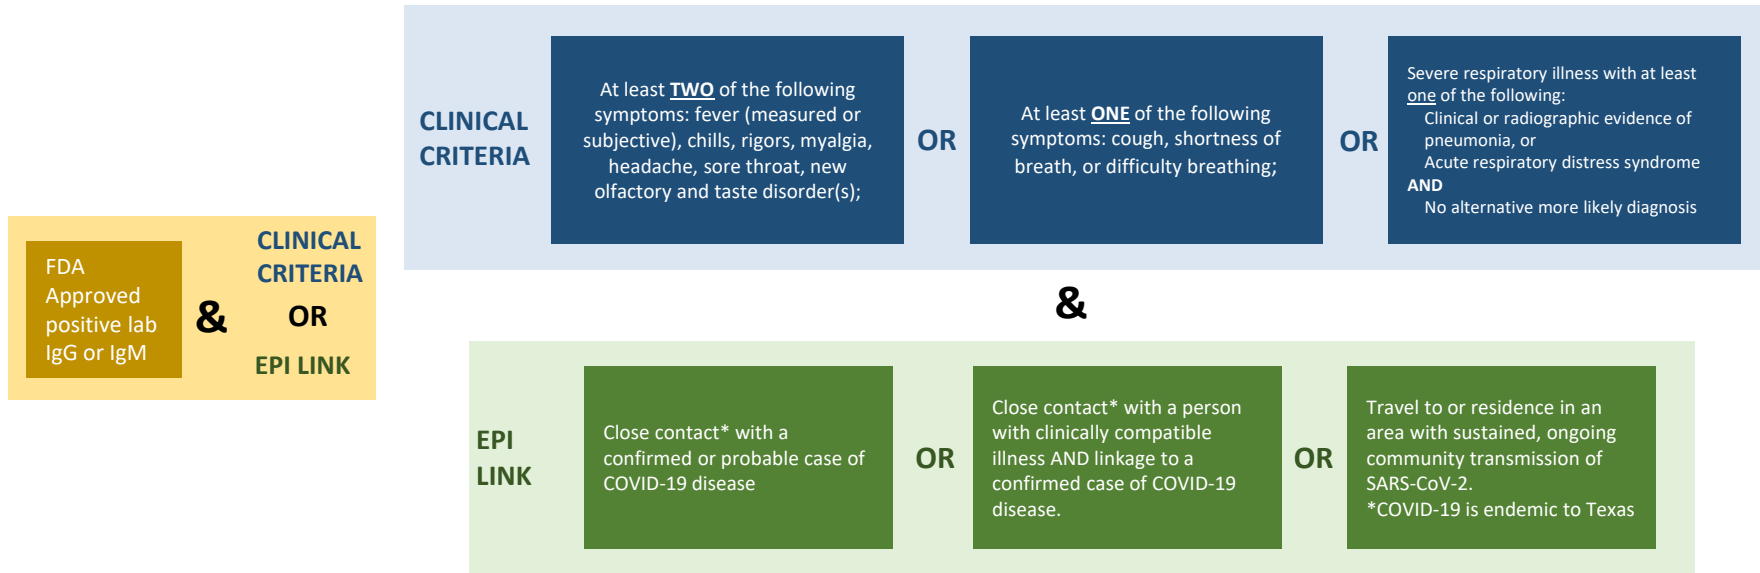 FDA
Approved
positive lab
IgG or IgM
&
CLINICAL
CRITERIA
OR
EPI LINK
CLINICAL
CRITERIA
At least TWO of the following
symptoms: fever (measured or
subjective), chills, rigors, myalgia,
headache, sore throat, new
olfactory and taste disorder(s);
OR
At least ONE of the following
symptoms: cough, shortness of
breath, or difficulty breathing;
OR
Severe respiratory illness with at least
one of the following:
Clinical or radiographic evidence of
pneumonia, or
Acute respiratory distress syndrome
AND
No alternative more likely diagnosis
&
EPI
LINK
Close contact* with a
confirmed or probable case of
COVID-19 disease
OR
Close contact* with a person
with clinically compatible
illness AND linkage to a
confirmed case of COVID-19
disease.
OR
Travel to or residence in an
area with sustained, ongoing
community transmission of
SARS-CoV-2.
*COVID-19 is endemic to Texas